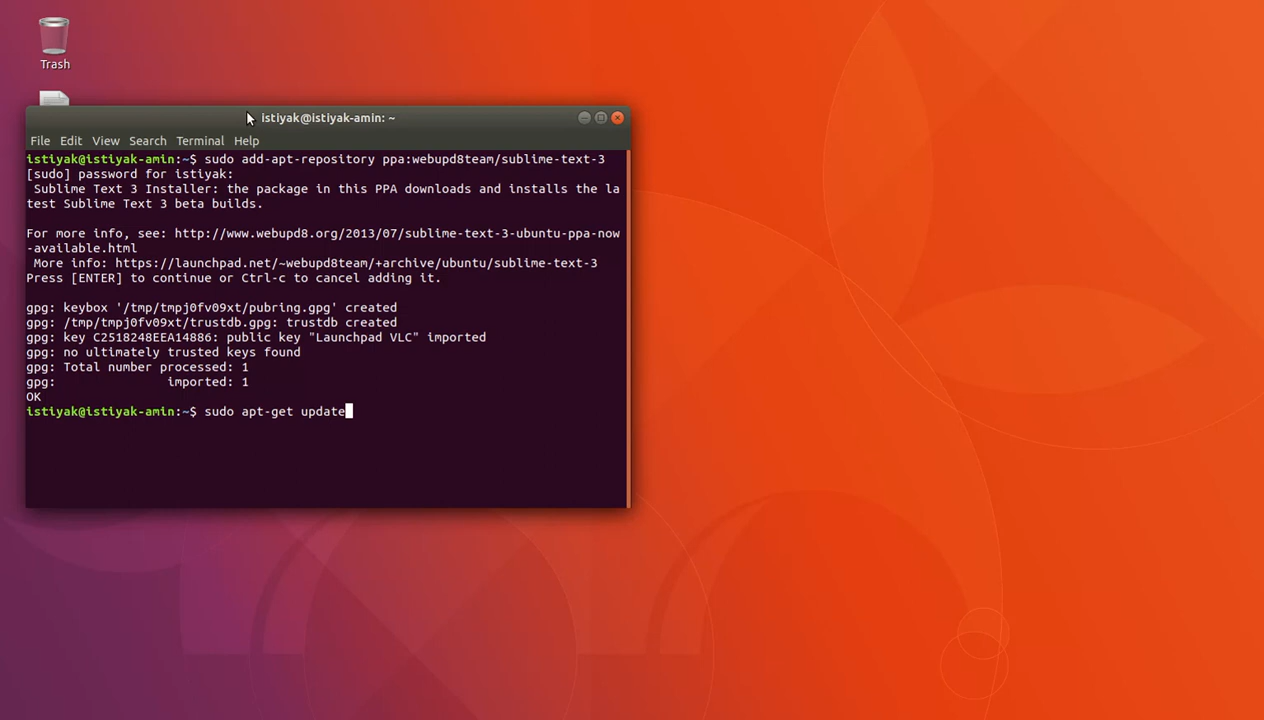 Trash
istiyak@istiyak-amin: ~
File Edit View Search Terminal Help
istiyak@istiyak-amin:~$ sudo add-apt-repository ppa:webupd8team/sublime-text-3
[sudo] password for istiyak:
 Sublime Text 3 Installer: the package in this PPA downloads and installs the la
test Sublime Text 3 beta builds.
For more info, see: http://www.webupd8.org/2013/07/sublime-text-3-ubuntu-ppa-now
-available.html
 More info: https://launchpad.net/~webupd8team/+archive/ubuntu/sublime-text-3
Press [ENTER] to continue or Ctrl-c to cancel adding it.
gpg: keybox '/tmp/tmpj0fv09xt/pubring.gpg' created
gpg: /tmp/tmpj0fv09xt/trustdb.gpg: trustdb created
gpg: key C2518248EEA14886: public key "Launchpad VLC" imported
gpg: no ultimately trusted keys found
gpg: Total number processed: 1
gpg:               imported: 1
OK
istiyak@istiyak-amin:~$ sudo apt-get update